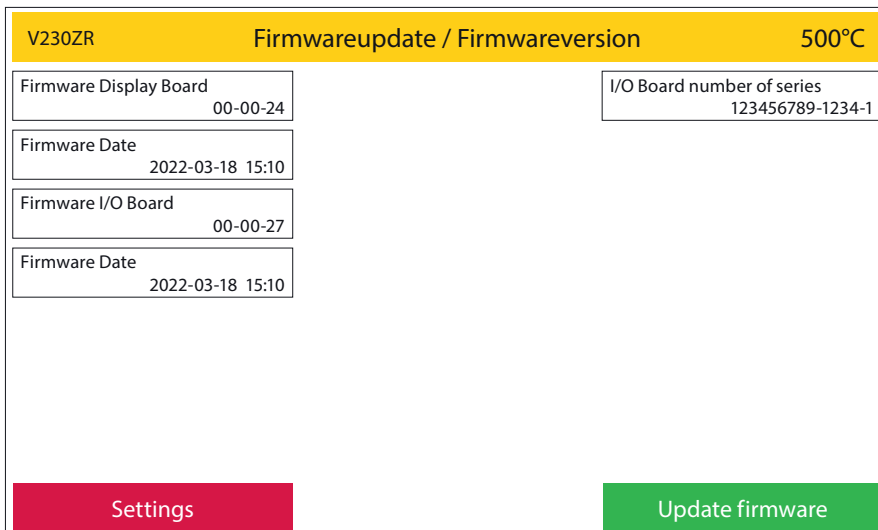 V230ZR Firmwareupdate / Firmwareversion 500°C
Firmware Display Board
00-00-24
Firmware Date
2022-03-18 15:10
Firmware I/O Board
00-00-27
Firmware Date
2022-03-18 15:10
I/O Board number of series
123456789-1234-1
Settings
Update firmware